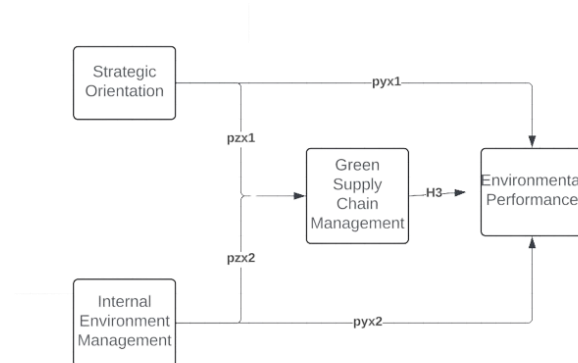 Strategic
Orientation
pyx1
pzx1
Green
Supply
Chain
Management
H3
Environmenta
Performance
pzx2
Internal
Environment
Management
pyx2